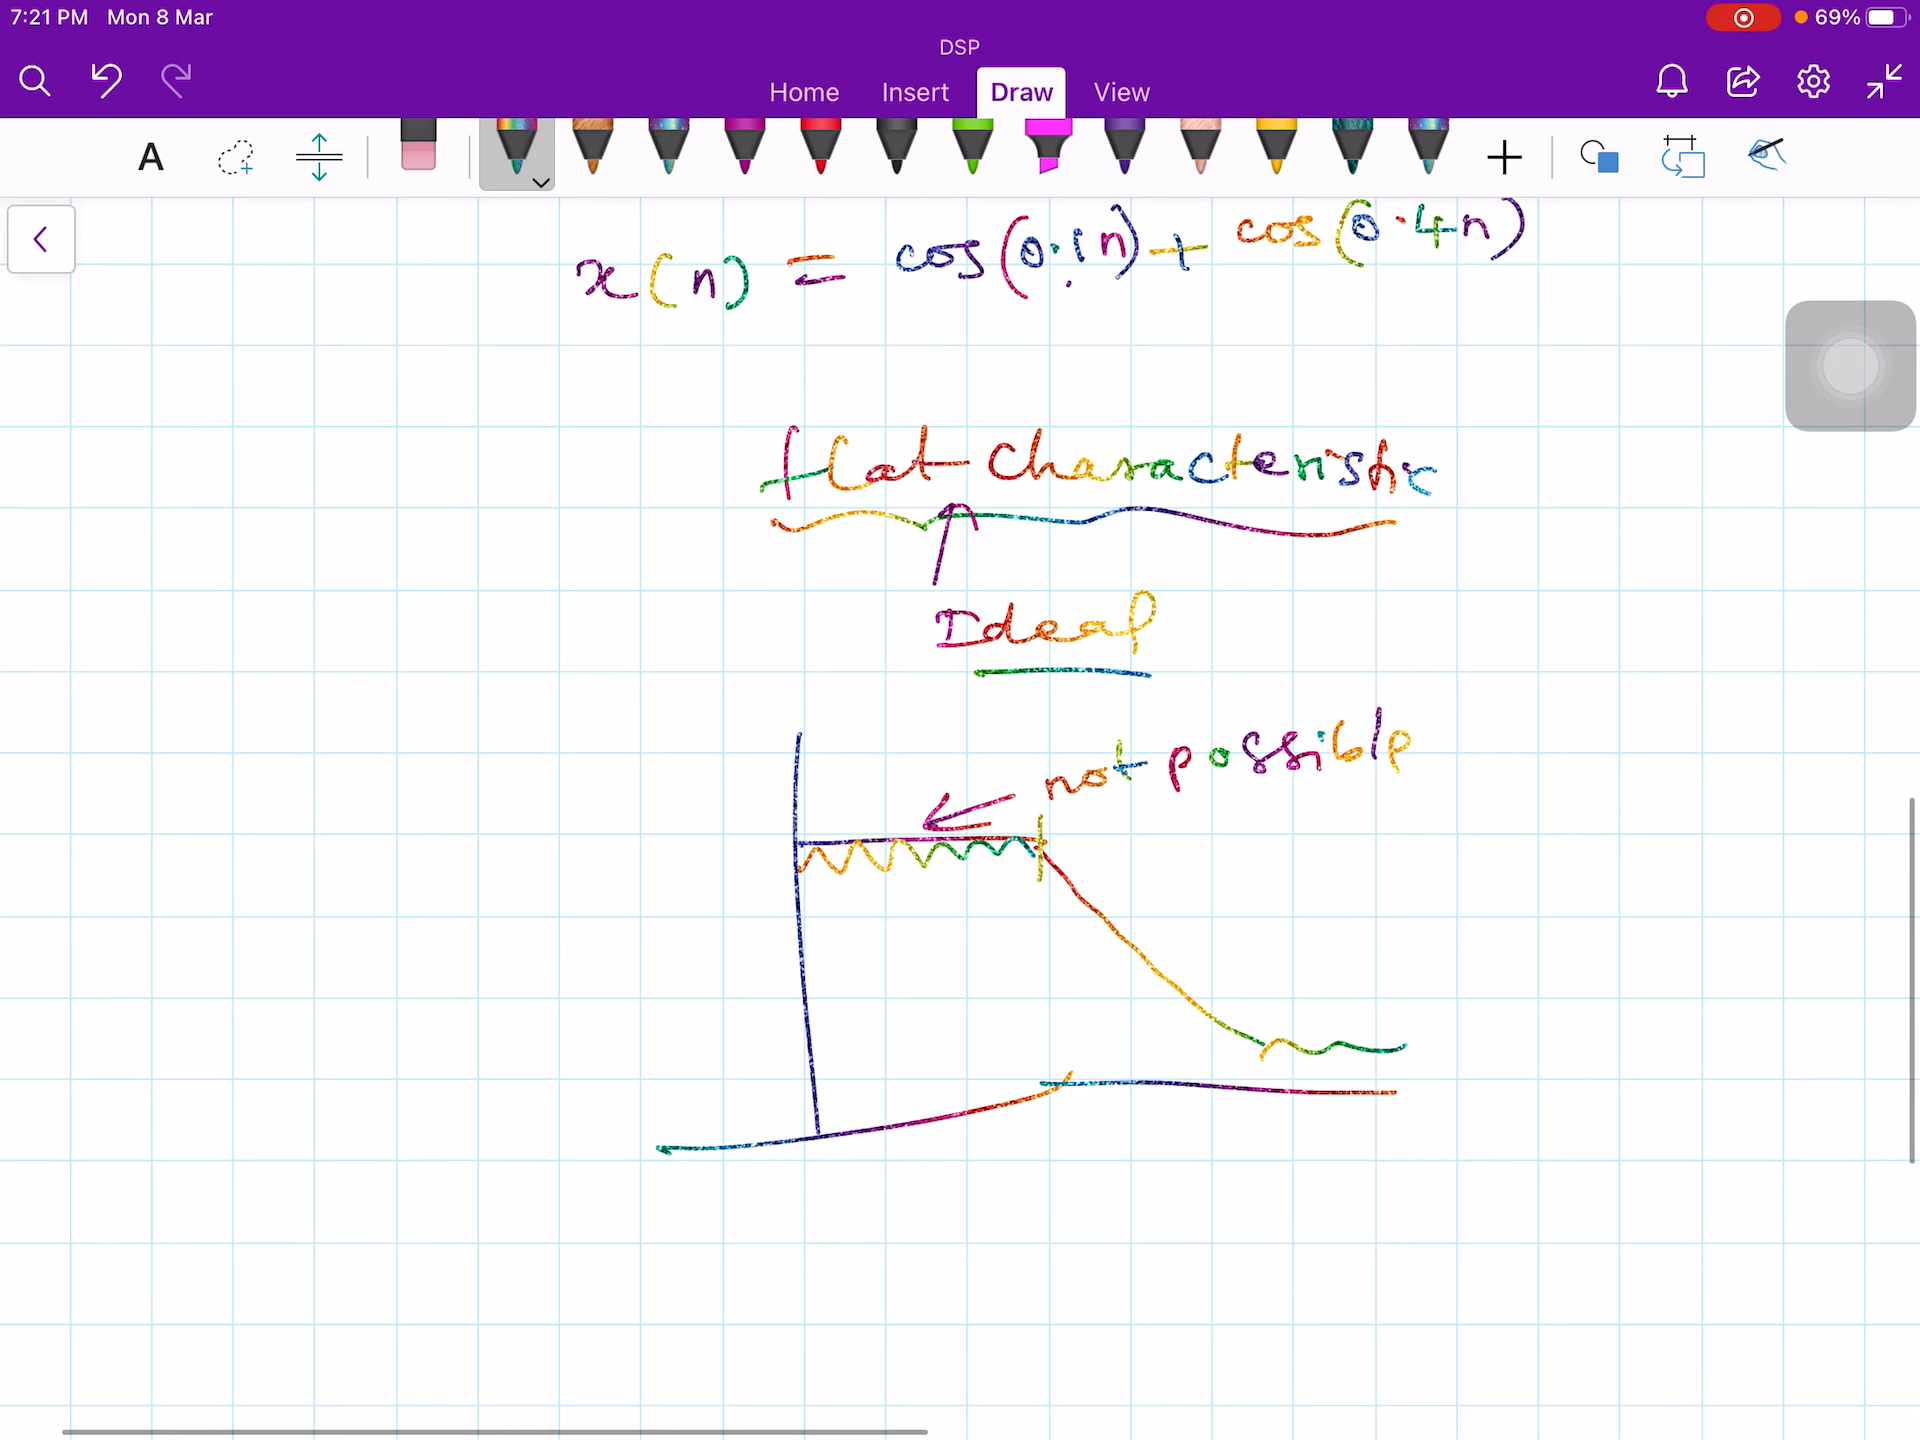 7:21 PM Mon 8 Mar
69%
DSP
Home Insert Draw View
A
x(n) = cos(0.1n) + cos(0.4n)
flat characteristic
Ideal
not possible